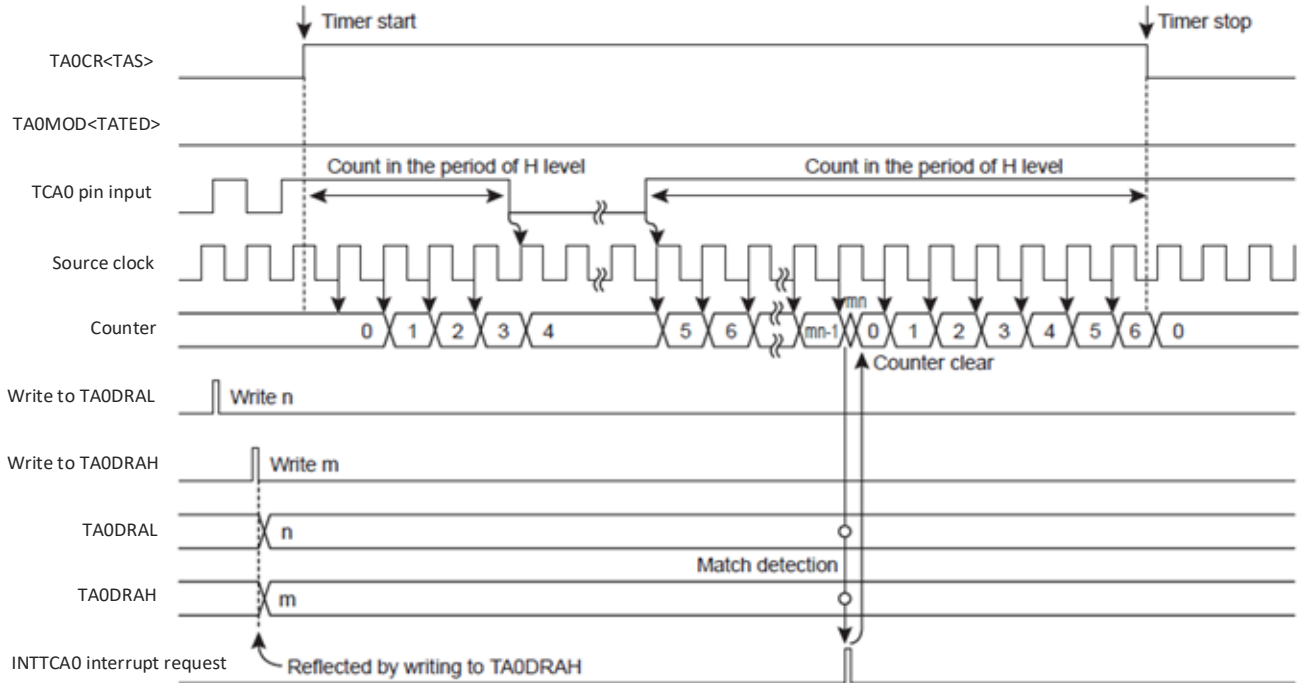 Timer start
Timer stop
TA0CR<TAS>
TA0MOD<TATED>
Count in the period of H level
Count in the period of H level
TCA0 pin input
Source clock
mn
Counter
0 1 2 3 4 5 6 mn-1 0 1 2 3 4 5 6 0
Counter clear
Write to TA0DRAL
Write n
Write to TA0DRAH
Write m
TA0DRAL
n
Match detection
TA0DRAH
m
INTTCA0 interrupt request
Reflected by writing to TA0DRAH